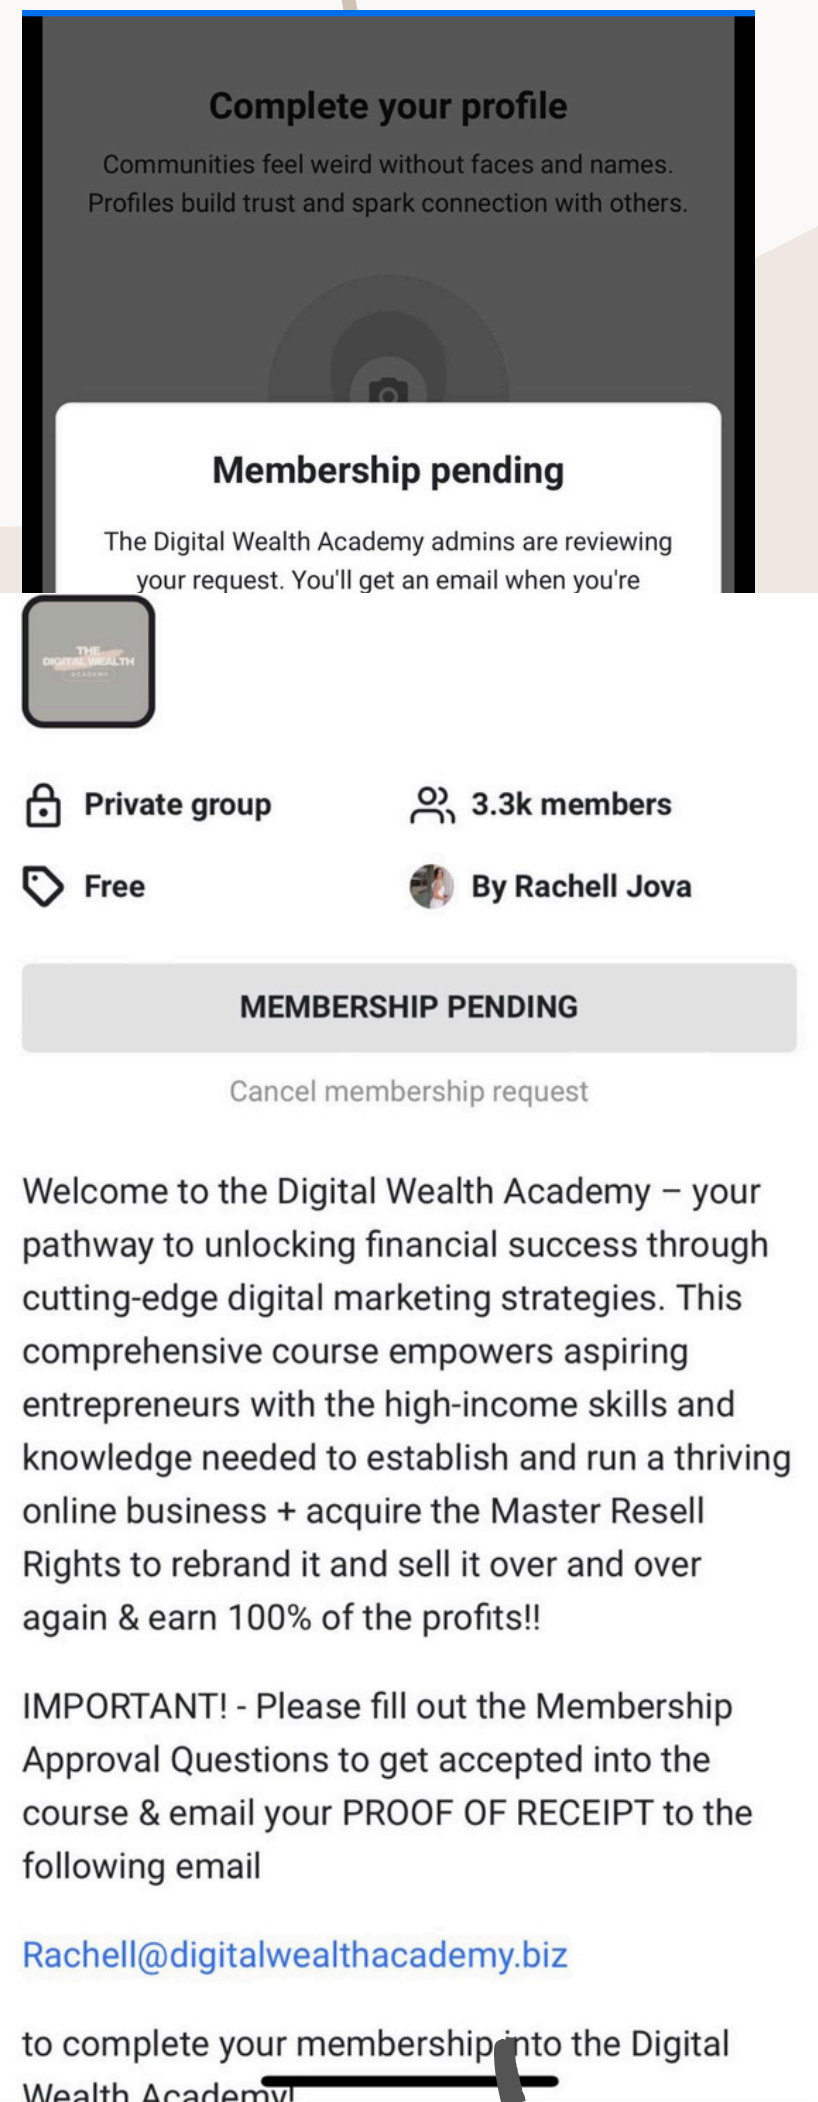 Complete your profile
Communities feel weird without faces and names.
Profiles build trust and spark connection with others.
Membership pending
The Digital Wealth Academy admins are reviewing
your request. You'll get an email when you're
THE
DIGITAL WEALTH
ACADEMY
Private group
3.3k members
Free
By Rachell Jova
MEMBERSHIP PENDING
Cancel membership request
Welcome to the Digital Wealth Academy – your
pathway to unlocking financial success through
cutting-edge digital marketing strategies. This
comprehensive course empowers aspiring
entrepreneurs with the high-income skills and
knowledge needed to establish and run a thriving
online business + acquire the Master Resell
Rights to rebrand it and sell it over and over
again & earn 100% of the profits!!
IMPORTANT! - Please fill out the Membership
Approval Questions to get accepted into the
course & email your PROOF OF RECEIPT to the
following email
Rachell@digitalwealthacademy.biz
to complete your membership into the Digital
Wealth Academy!